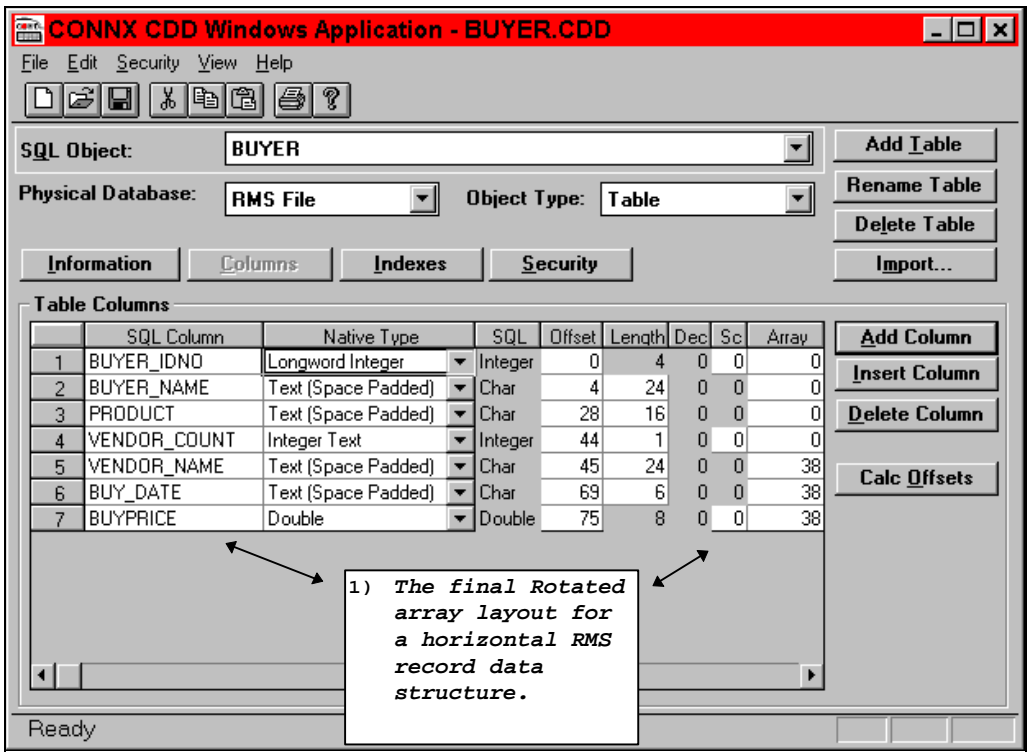 CONNX CDD Windows Application - BUYER.CDD
File Edit Security View Help
SQL Object: BUYER Add Table
Physical Database: RMS File Object Type: Table Rename Table
Delete Table
Information Columns Indexes Security Import...
Table Columns
SQL Column Native Type SQL Offset Length Dec Sc Array Add Column
1 BUYER_IDNO Longword Integer Integer 0 4 0 0 0
2 BUYER_NAME Text (Space Padded) Char 4 24 0 0 0 Insert Column
3 PRODUCT Text (Space Padded) Char 28 16 0 0 0 Delete Column
4 VENDOR_COUNT Integer Text Integer 44 1 0 0 0
5 VENDOR_NAME Text (Space Padded) Char 45 24 0 0 38
6 BUY_DATE Text (Space Padded) Char 69 6 0 0 38 Calc Offsets
7 BUYPRICE Double Double 75 8 0 0 38
1) The final Rotated
array layout for
a horizontal RMS
record data
structure.
Ready